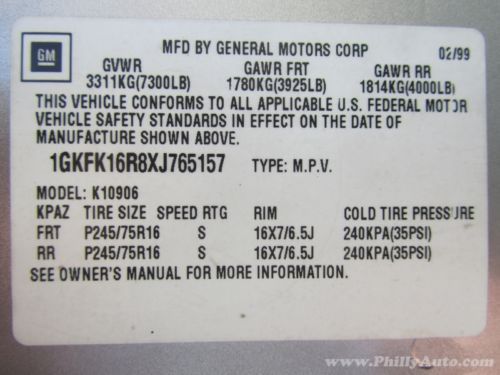 GM
MFD BY GENERAL MOTORS CORP 02/99
GVWR GAWR FRT GAWR RR
3311KG(7300LB) 1780KG(3925LB) 1814KG(4000LB)
THIS VEHICLE CONFORMS TO ALL APPLICABLE U.S. FEDERAL MOTOR
VEHICLE SAFETY STANDARDS IN EFFECT ON THE DATE OF
MANUFACTURE SHOWN ABOVE.
1GKFK16R8XJ765157 TYPE: M.P.V.
MODEL: K10906
KPAZ TIRE SIZE SPEED RTG RIM COLD TIRE PRESSURE
FRT P245/75R16 S 16X7/6.5J 240KPA(35PSI)
RR P245/75R16 S 16X7/6.5J 240KPA(35PSI)
SEE OWNER'S MANUAL FOR MORE INFORMATION.
www.PhillyAuto.com